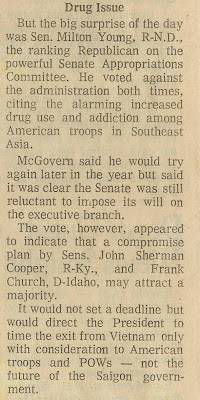 Drug Issue
But the big surprise of the day
was Sen. Milton Young, R-N.D.,
the ranking Republican on the
powerful Senate Appropriations
Committee. He voted against
the administration both times,
citing the alarming increased
drug use and addiction among
American troops in Southeast
Asia.
McGovern said he would try
again later in the year but said
it was clear the Senate was still
reluctant to impose its will on
the executive branch.
The vote, however, appeared
to indicate that a compromise
plan by Sens. John Sherman
Cooper, R-Ky., and Frank
Church, D-Idaho, may attract a
majority.
It would not set a deadline but
would direct the President to
time the exit from Vietnam only
with consideration to American
troops and POWs — not the
future of the Saigon govern-
ment.